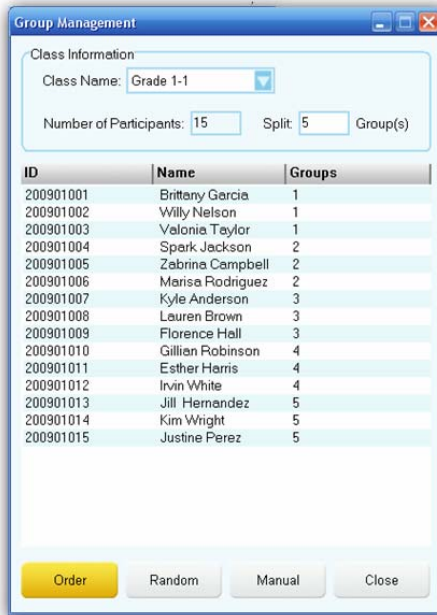 Group Management
Class Information
Class Name: Grade 1-1
Number of Participants: 15 Split: 5 Group(s)
ID Name Groups
200901001 Brittany Garcia 1
200901002 Willy Nelson 1
200901003 Valonia Taylor 1
200901004 Spark Jackson 2
200901005 Zabrina Campbell 2
200901006 Marisa Rodriguez 2
200901007 Kyle Anderson 3
200901008 Lauren Brown 3
200901009 Florence Hall 3
200901010 Gillian Robinson 4
200901011 Esther Harris 4
200901012 Irvin White 4
200901013 Jill Hernandez 5
200901014 Kim Wright 5
200901015 Justine Perez 5
Order Random Manual Close